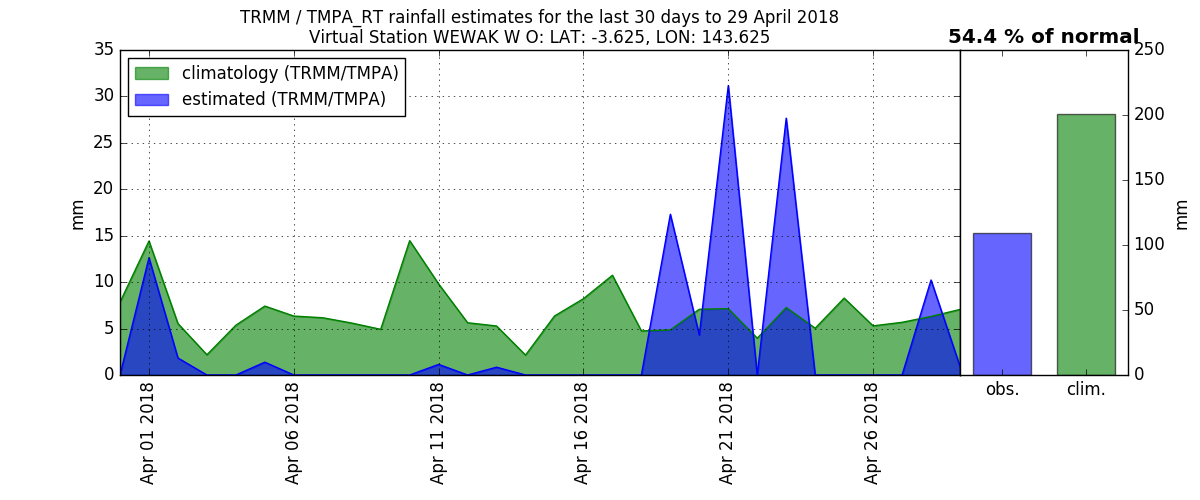 TRMM / TMPA_RT rainfall estimates for the last 30 days to 29 April 2018
Virtual Station WEWAK W O: LAT: -3.625, LON: 143.625
54.4 % of normal
climatology (TRMM/TMPA)
estimated (TRMM/TMPA)
35
30
25
20
15
10
5
0
mm
Apr 01 2018
Apr 06 2018
Apr 11 2018
Apr 16 2018
Apr 21 2018
Apr 26 2018
obs.
clim.
250
200
150
100
50
0
mm